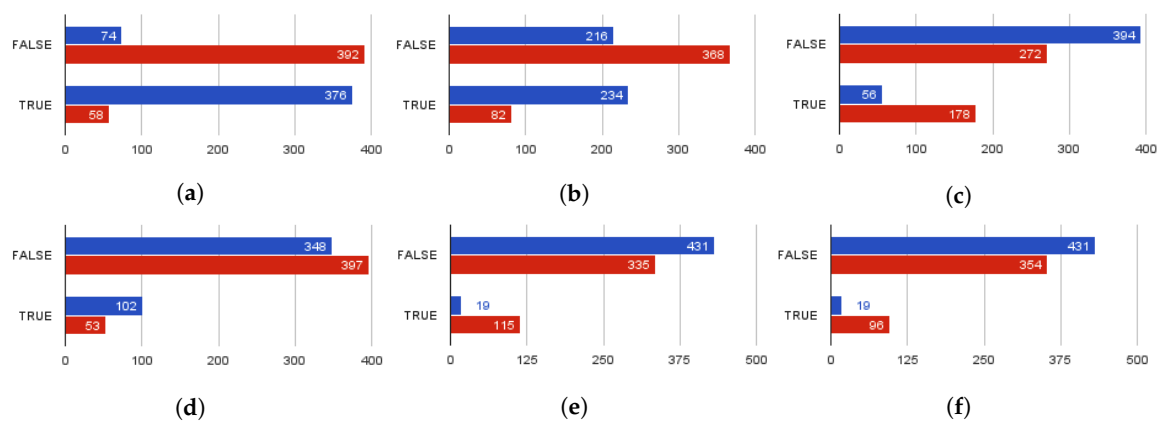 FALSE 74 392
TRUE 376 58
0 100 200 300 400
(a)
FALSE 216 368
TRUE 234 82
0 100 200 300 400
(b)
FALSE 394 272
TRUE 56 178
0 100 200 300 400
(c)
FALSE 348 397
TRUE 102 53
0 100 200 300 400
(d)
FALSE 431 335
TRUE 19 115
0 125 250 375 500
(e)
FALSE 431 354
TRUE 19 96
0 125 250 375 500
(f)